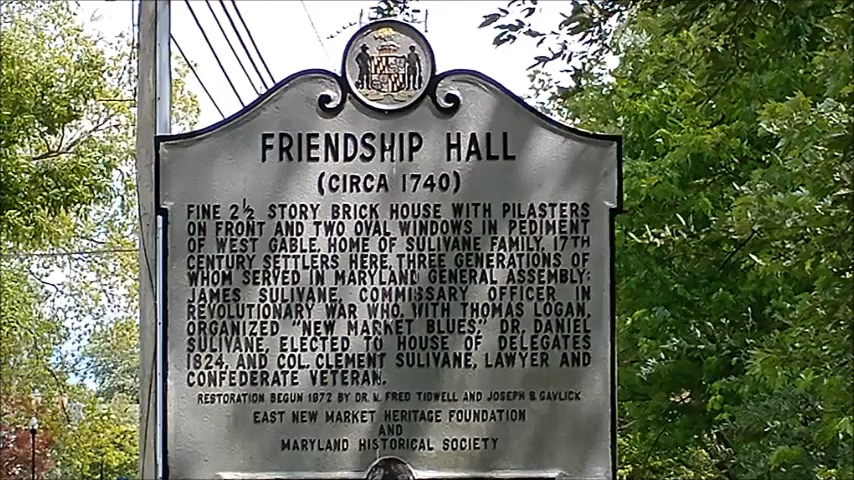 FRIENDSHIP HALL
(CIRCA 1740)
FINE 2½ STORY BRICK HOUSE WITH PILASTERS
ON FRONT AND TWO OVAL WINDOWS IN PEDIMENT
OF WEST GABLE. HOME OF SULIVANE FAMILY, 17TH
CENTURY SETTLERS HERE, THREE GENERATIONS OF
WHOM SERVED IN MARYLAND GENERAL ASSEMBLY:
JAMES SULIVANE, COMMISSARY OFFICER IN
REVOLUTIONARY WAR WHO, WITH THOMAS LOGAN,
ORGANIZED "NEW MARKET BLUES," DR. DANIEL
SULIVANE, ELECTED TO HOUSE OF DELEGATES
1824, AND COL. CLEMENT SULIVANE, LAWYER AND
CONFEDERATE VETERAN.
RESTORATION BEGUN 1972 BY DR. FRED TIDWELL AND JOSEPH B. GAVLICK
EAST NEW MARKET HERITAGE FOUNDATION
AND
MARYLAND HISTORICAL SOCIETY